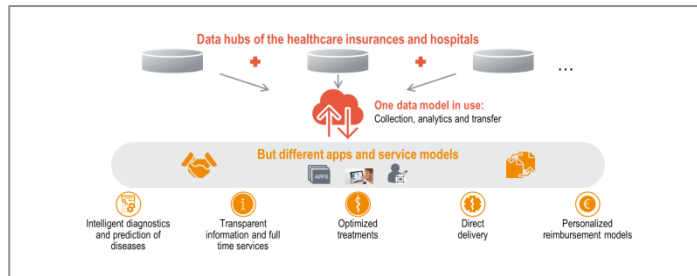 Data hubs of the healthcare insurances and hospitals
...
One data model in use:
Collection, analytics and transfer
But different apps and service models
APPS
Intelligent diagnostics
and prediction of
diseases
Transparent
information and full
time services
Optimized
treatments
Direct
delivery
Personalized
reimbursement models